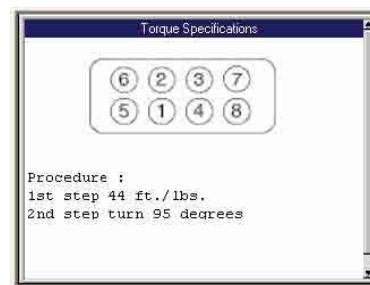 Torque Specifications
6 2 3 7
5 1 4 8
Procedure :
1st step 44 ft./lbs.
2nd step turn 95 degrees